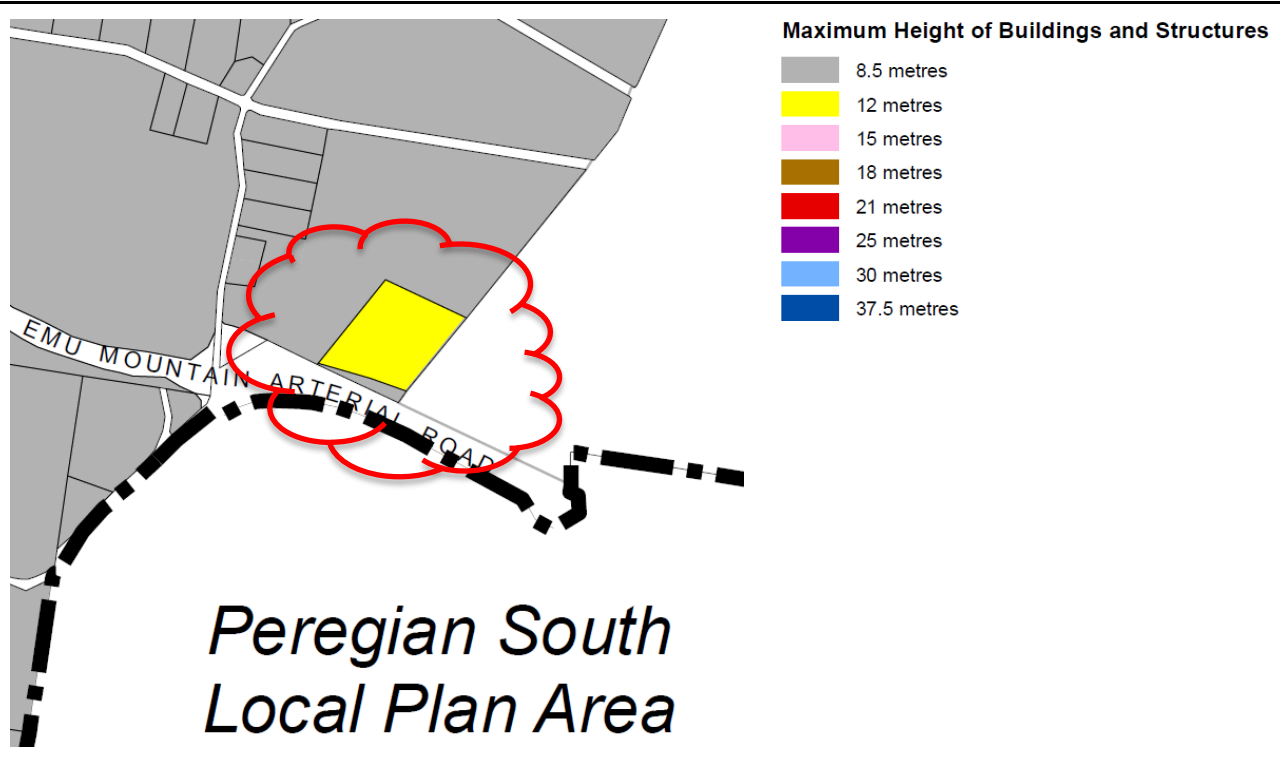 Maximum Height of Buildings and Structures
8.5 metres
12 metres
15 metres
18 metres
21 metres
25 metres
30 metres
37.5 metres
EMU MOUNTAIN ARTERIAL ROAD
Peregian South
Local Plan Area